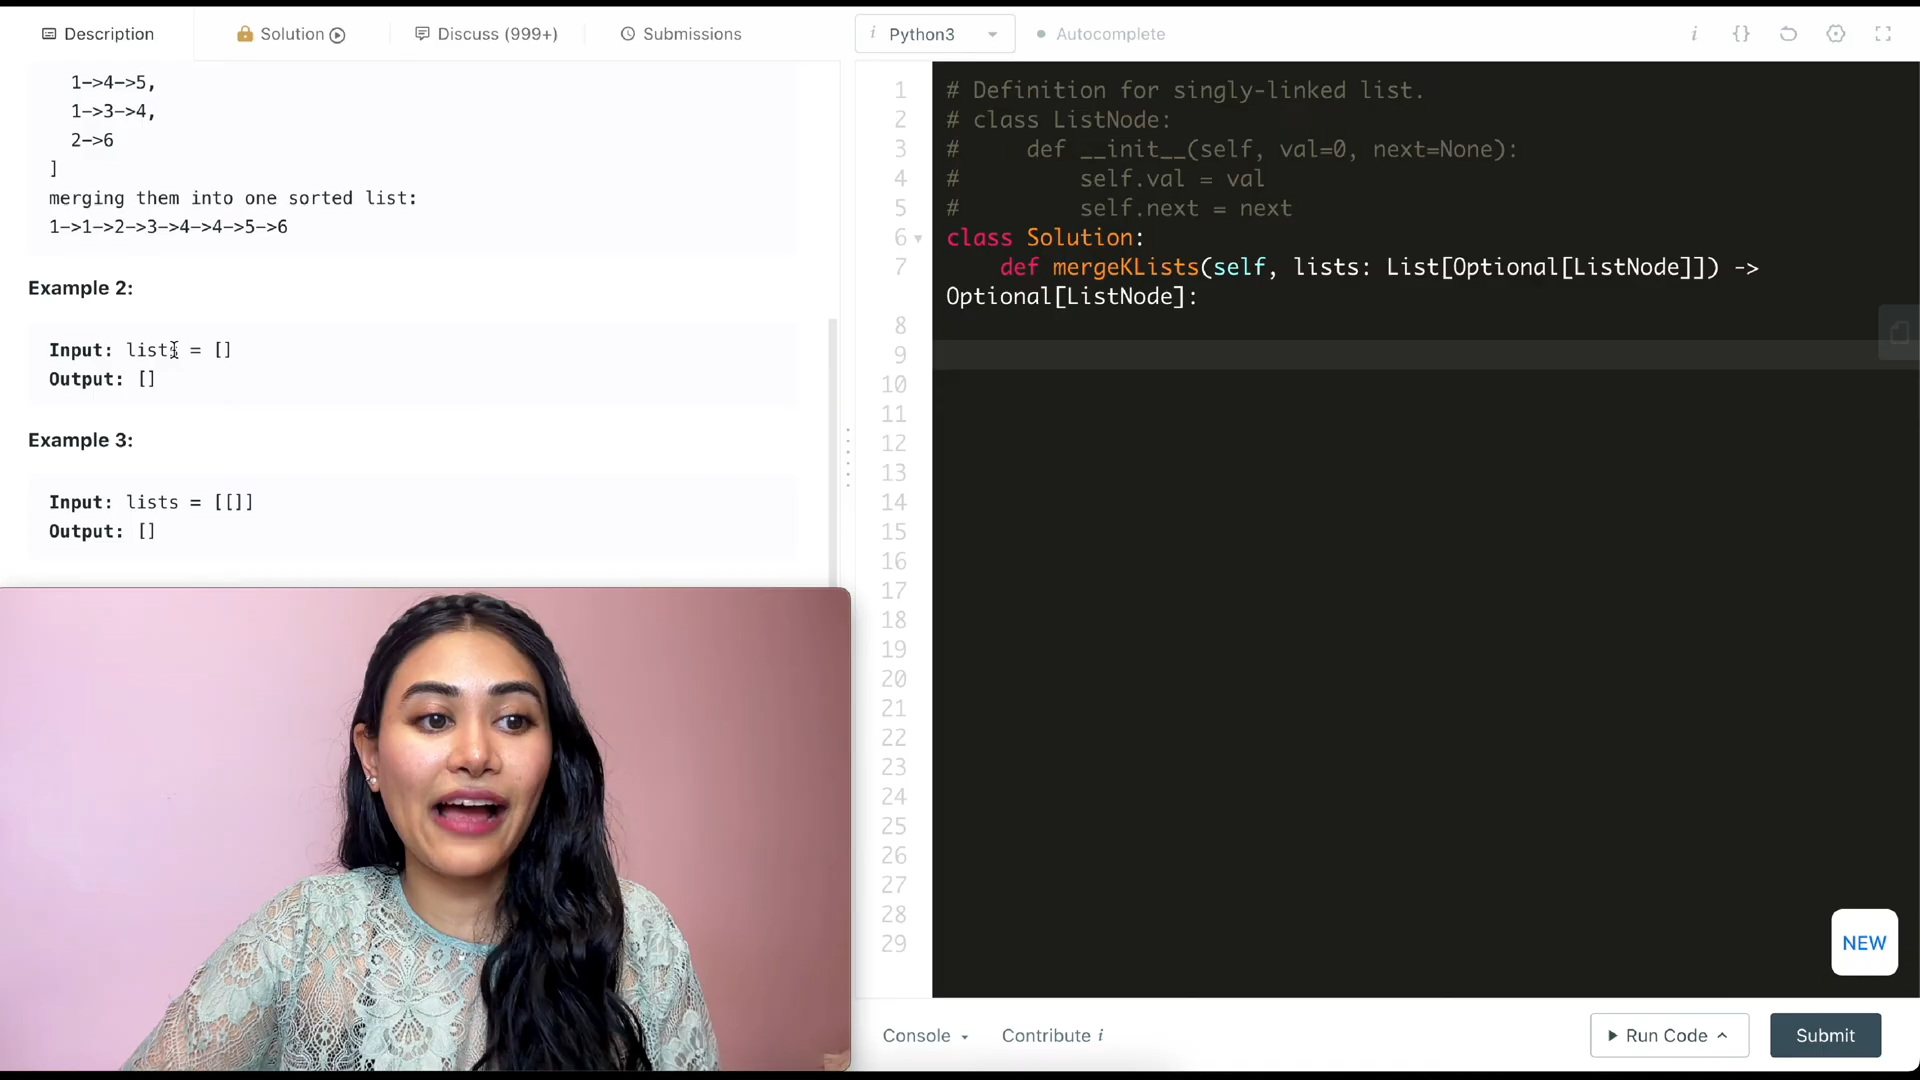 Description
Solution
Discuss (999+)
Submissions
1->4->5,
1->3->4,
2->6
]
merging them into one sorted list:
1->1->2->3->4->4->5->6
Example 2:
Input: lists = []
Output: []
Example 3:
Input: lists = [[]]
Output: []
i Python3
Autocomplete
i {}
1 # Definition for singly-linked list.
2 # class ListNode:
3 #     def __init__(self, val=0, next=None):
4 #         self.val = val
5 #         self.next = next
6 class Solution:
7     def mergeKLists(self, lists: List[Optional[ListNode]]) ->
Optional[ListNode]:
8
9
10
11
12
13
14
15
16
17
18
19
20
21
22
23
24
25
26
27
28
29
NEW
Console
Contribute i
Run Code
Submit